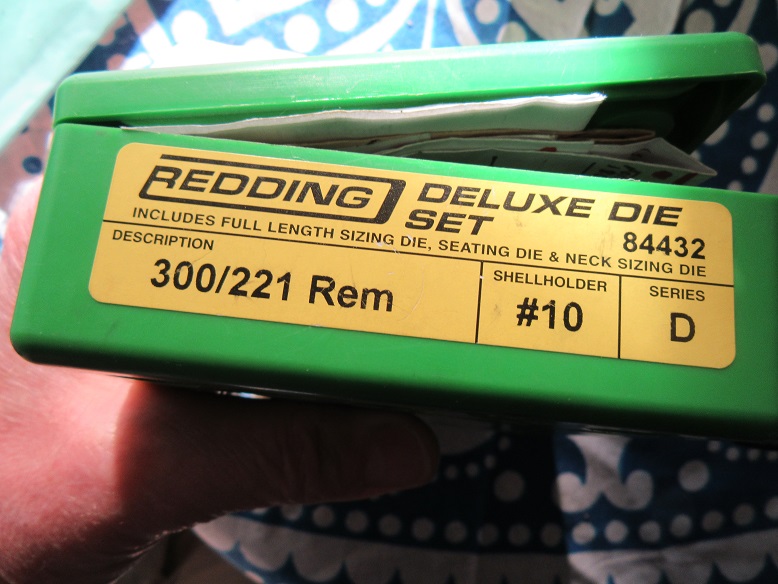 REDDING DELUXE DIE SET
84432
INCLUDES FULL LENGTH SIZING DIE, SEATING DIE & NECK SIZING DIE
DESCRIPTION
300/221 Rem
SHELLHOLDER
#10
SERIES
D